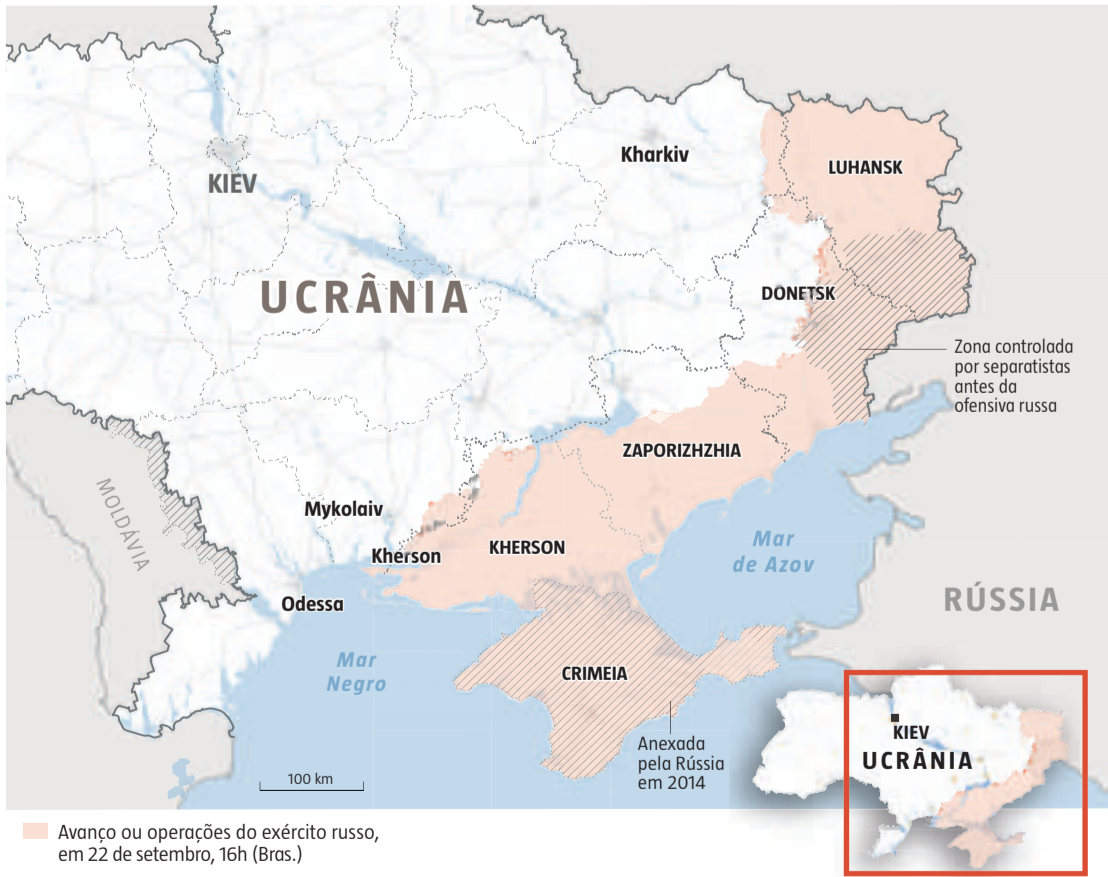 Kharkiv
LUHANSK
KIEV
UCRÂNIA
DONETSK
Zona controlada
por separatistas
antes da
ofensiva russa
ZAPORIZHZHIA
MOLDÁVIA
Mykolaiv
Kherson
KHERSON
Mar
de Azov
Odessa
RÚSSIA
Mar
Negro
CRIMEIA
Anexada
pela Rússia
em 2014
100 km
KIEV
UCRÂNIA
Avanço ou operações do exército russo,
em 22 de setembro, 16h (Bras.)